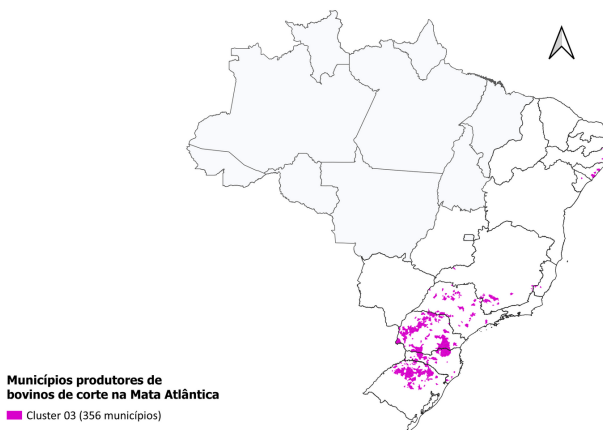 Municípios produtores de
bovinos de corte na Mata Atlântica
Cluster 03 (356 municípios)